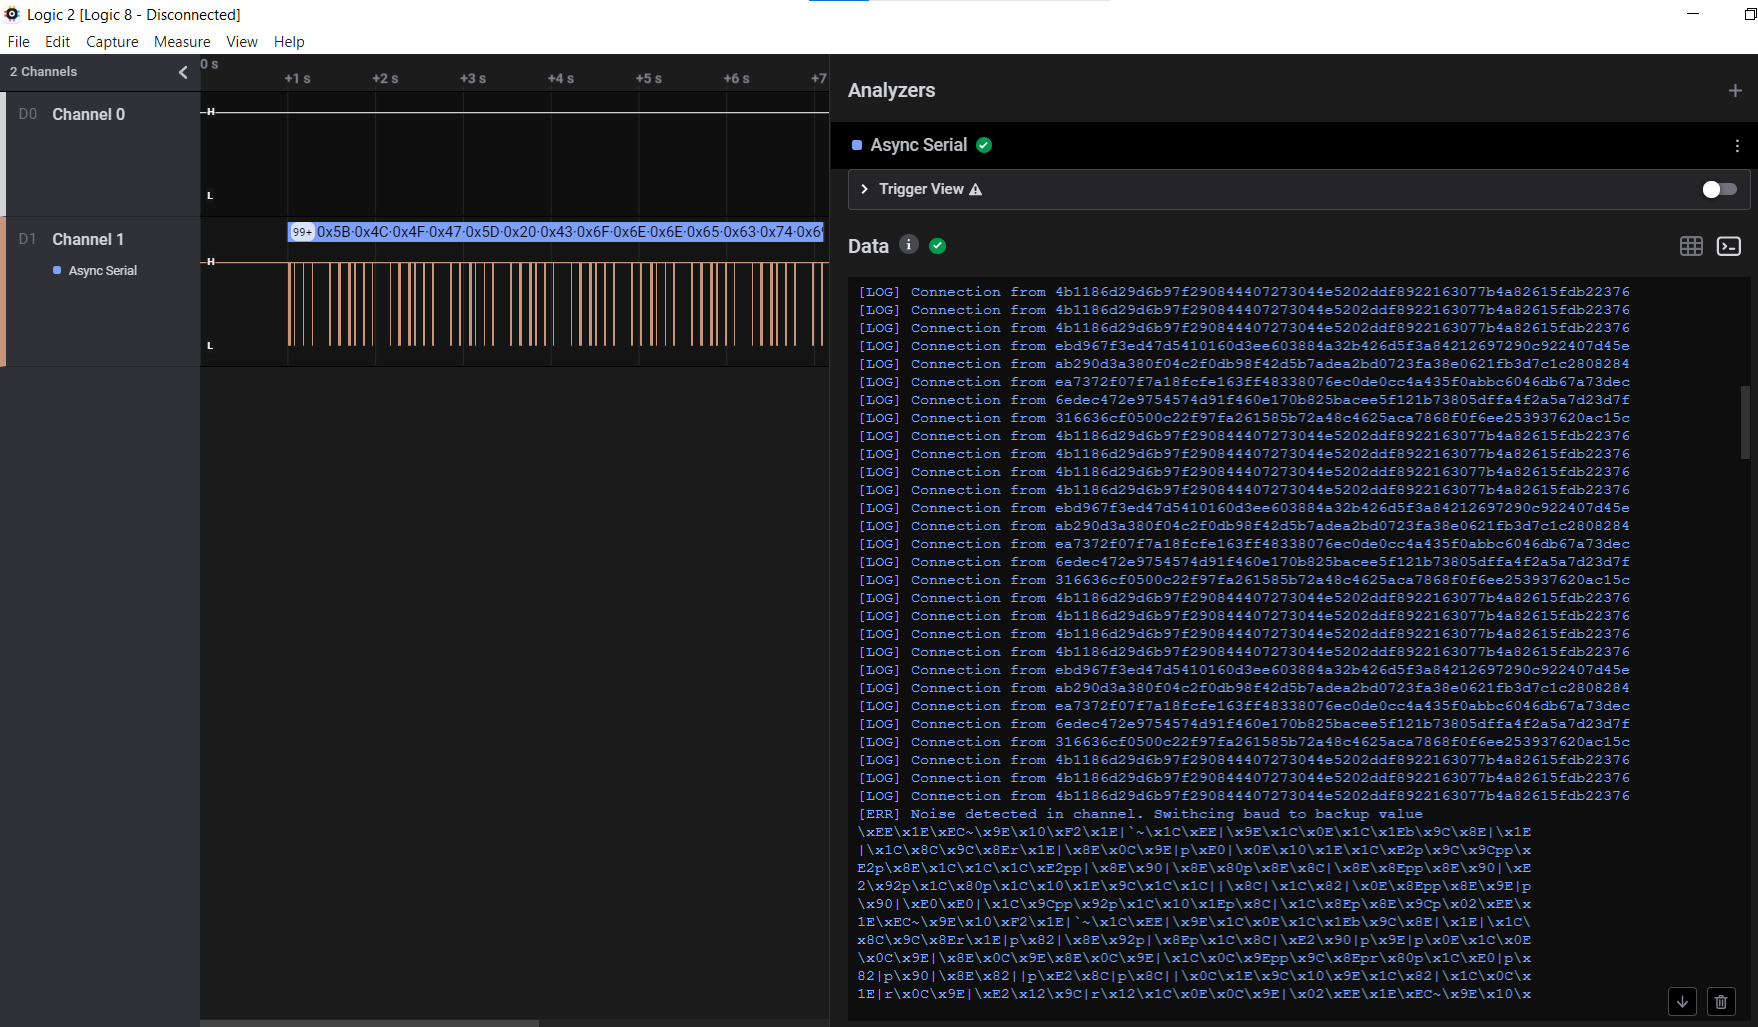 Logic 2 [Logic 8 - Disconnected]
File Edit Capture Measure View Help
2 Channels
0 s
+1 s +2 s +3 s +4 s +5 s +6 s +7
D0 Channel 0
H
L
D1 Channel 1
Async Serial
99+ 0x5B·0x4C·0x4F·0x47·0x5D·0x20·0x43·0x6F·0x6E·0x6E·0x65·0x63·0x74·0x69
H
L
Analyzers
Async Serial
Trigger View
Data
[LOG] Connection from 4b1186d29d6b97f290844407273044e5202ddf8922163077b4a82615fdb22376
[LOG] Connection from 4b1186d29d6b97f290844407273044e5202ddf8922163077b4a82615fdb22376
[LOG] Connection from 4b1186d29d6b97f290844407273044e5202ddf8922163077b4a82615fdb22376
[LOG] Connection from ebd967f3ed47d5410160d3ee603884a32b426d5f3a84212697290c922407d45e
[LOG] Connection from ab290d3a380f04c2f0db98f42d5b7adea2bd0723fa38e0621fb3d7c1c2808284
[LOG] Connection from ea7372f07f7a18fcfe163ff48338076ec0de0cc4a435f0abbc6046db67a73dec
[LOG] Connection from 6edec472e9754574d91f460e170b825bacee5f121b73805dffa4f2a5a7d23d7f
[LOG] Connection from 316636cf0500c22f97fa261585b72a48c4625aca7868f0f6ee253937620ac15c
[LOG] Connection from 4b1186d29d6b97f290844407273044e5202ddf8922163077b4a82615fdb22376
[LOG] Connection from 4b1186d29d6b97f290844407273044e5202ddf8922163077b4a82615fdb22376
[LOG] Connection from 4b1186d29d6b97f290844407273044e5202ddf8922163077b4a82615fdb22376
[LOG] Connection from 4b1186d29d6b97f290844407273044e5202ddf8922163077b4a82615fdb22376
[LOG] Connection from ebd967f3ed47d5410160d3ee603884a32b426d5f3a84212697290c922407d45e
[LOG] Connection from ab290d3a380f04c2f0db98f42d5b7adea2bd0723fa38e0621fb3d7c1c2808284
[LOG] Connection from ea7372f07f7a18fcfe163ff48338076ec0de0cc4a435f0abbc6046db67a73dec
[LOG] Connection from 6edec472e9754574d91f460e170b825bacee5f121b73805dffa4f2a5a7d23d7f
[LOG] Connection from 316636cf0500c22f97fa261585b72a48c4625aca7868f0f6ee253937620ac15c
[LOG] Connection from 4b1186d29d6b97f290844407273044e5202ddf8922163077b4a82615fdb22376
[LOG] Connection from 4b1186d29d6b97f290844407273044e5202ddf8922163077b4a82615fdb22376
[LOG] Connection from 4b1186d29d6b97f290844407273044e5202ddf8922163077b4a82615fdb22376
[LOG] Connection from 4b1186d29d6b97f290844407273044e5202ddf8922163077b4a82615fdb22376
[LOG] Connection from ebd967f3ed47d5410160d3ee603884a32b426d5f3a84212697290c922407d45e
[LOG] Connection from ab290d3a380f04c2f0db98f42d5b7adea2bd0723fa38e0621fb3d7c1c2808284
[LOG] Connection from ea7372f07f7a18fcfe163ff48338076ec0de0cc4a435f0abbc6046db67a73dec
[LOG] Connection from 6edec472e9754574d91f460e170b825bacee5f121b73805dffa4f2a5a7d23d7f
[LOG] Connection from 316636cf0500c22f97fa261585b72a48c4625aca7868f0f6ee253937620ac15c
[LOG] Connection from 4b1186d29d6b97f290844407273044e5202ddf8922163077b4a82615fdb22376
[LOG] Connection from 4b1186d29d6b97f290844407273044e5202ddf8922163077b4a82615fdb22376
[LOG] Connection from 4b1186d29d6b97f290844407273044e5202ddf8922163077b4a82615fdb22376
[ERR] Noise detected in channel. Swithcing baud to backup value
\xEE\x1E\xEC~\x9E\x10\xF2\x1E|`~\x1C\xEE|\x9E\x1C\x0E\x1C\x1Eb\x9C\x8E|\x1E
|\x1C\x8C\x9C\x8Er\x1E|\x8E\x0C\x9E|p\xE0|\x0E\x10\x1E\x1C\xE2p\x9C\x9Cpp\x
E2p\x8E\x1C\x1C\x1C\xE2pp|\x8E\x90|\x8E\x80p\x8E\x8C|\x8E\x8Epp\x8E\x90|\xE
2\x92p\x1C\x80p\x1C\x10\x1E\x9C\x1C\x1C||\x8C|\x1C\x82|\x0E\x8Epp\x8E\x9E|p
\x90|\xE0\xE0|\x1C\x9Cpp\x92p\x1C\x10\x1Ep\x8C|\x1C\x8Ep\x8E\x9Cp\x02\xEE\x
1E\xEC~\x9E\x10\xF2\x1E|`~\x1C\xEE|\x9E\x1C\x0E\x1C\x1Eb\x9C\x8E|\x1E|\x1C\
x8C\x9C\x8Er\x1E|p\x82|\x8E\x92p|\x8Ep\x1C\x8C|\xE2\x90|p\x9E|p\x0E\x1C\x0E
\x0C\x9E|\x8E\x0C\x9E\x8E\x0C\x9E|\x1C\x0C\x9Epp\x9C\x8Epr\x80p\x1C\xE0|p\x
82|p\x90|\x8E\x82||p\xE2\x8C|p\x8C||\x0C\x1E\x9C\x10\x9E\x1C\x82|\x1C\x0C\x
1E|r\x0C\x9E|\xE2\x12\x9C|r\x12\x1C\x0E\x0C\x9E|\x02\xEE\x1E\xEC~\x9E\x10\x